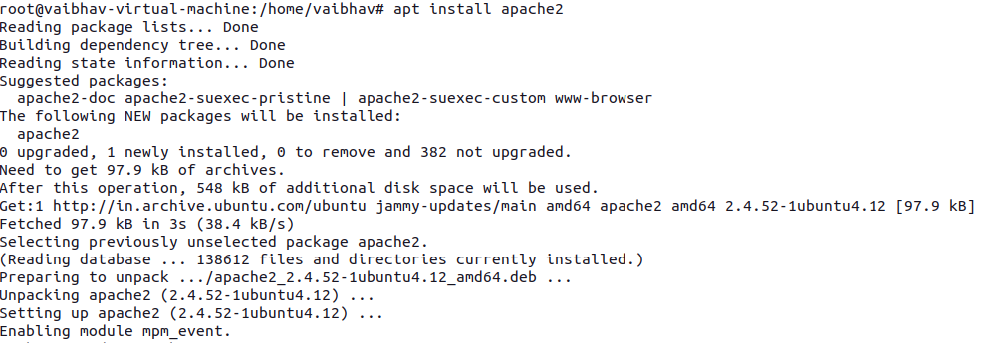 root@vaibhav-virtual-machine:/home/vaibhav# apt install apache2
Reading package lists... Done
Building dependency tree... Done
Reading state information... Done
Suggested packages:
  apache2-doc apache2-suexec-pristine | apache2-suexec-custom www-browser
The following NEW packages will be installed:
  apache2
0 upgraded, 1 newly installed, 0 to remove and 382 not upgraded.
Need to get 97.9 kB of archives.
After this operation, 548 kB of additional disk space will be used.
Get:1 http://in.archive.ubuntu.com/ubuntu jammy-updates/main amd64 apache2 amd64 2.4.52-1ubuntu4.12 [97.9 kB]
Fetched 97.9 kB in 3s (38.4 kB/s)
Selecting previously unselected package apache2.
(Reading database ... 138612 files and directories currently installed.)
Preparing to unpack .../apache2_2.4.52-1ubuntu4.12_amd64.deb ...
Unpacking apache2 (2.4.52-1ubuntu4.12) ...
Setting up apache2 (2.4.52-1ubuntu4.12) ...
Enabling module mpm_event.